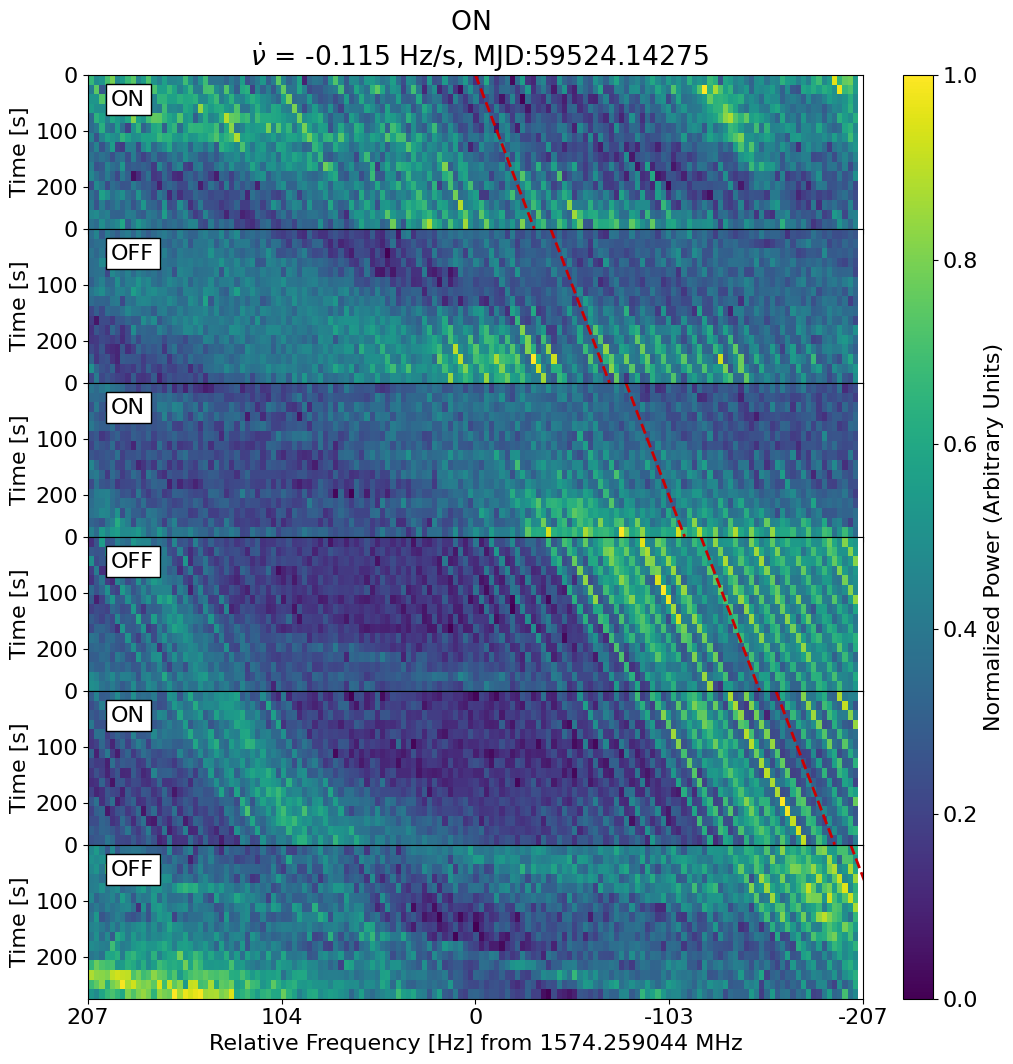 ON
ν̇ = -0.115 Hz/s, MJD:59524.14275
0
100
200
Time [s]
ON
0
100
200
Time [s]
OFF
0
100
200
Time [s]
ON
0
100
200
Time [s]
OFF
0
100
200
Time [s]
ON
0
100
200
Time [s]
OFF
207 104 0 -103 -207
Relative Frequency [Hz] from 1574.259044 MHz
1.0
0.8
0.6
0.4
0.2
0.0
Normalized Power (Arbitrary Units)